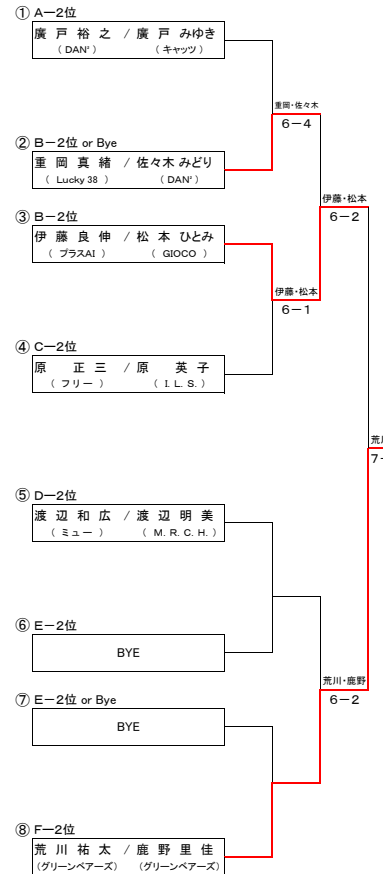 ① A－2位
廣戸裕之 / 廣戸みゆき
（DAN'） （キャッツ）
重岡・佐々木
6－4
② B－2位 or Bye
重岡真緒 / 佐々木みどり
（Lucky 38） （DAN'）
伊藤・松本
6－2
③ B－2位
伊藤良伸 / 松本ひとみ
（プラスAI） （GIOCO）
伊藤・松本
6－1
④ C－2位
原 正三 / 原 英子
（フリー） （I.L.S.）
荒川
7－
⑤ D－2位
渡辺和広 / 渡辺明美
（ミュー） （M.R.C.H.）
⑥ E－2位
BYE
荒川・鹿野
6－2
⑦ E－2位 or Bye
BYE
⑧ F－2位
荒川祐太 / 鹿野里佳
（グリーンベアーズ） （グリーンベアーズ）